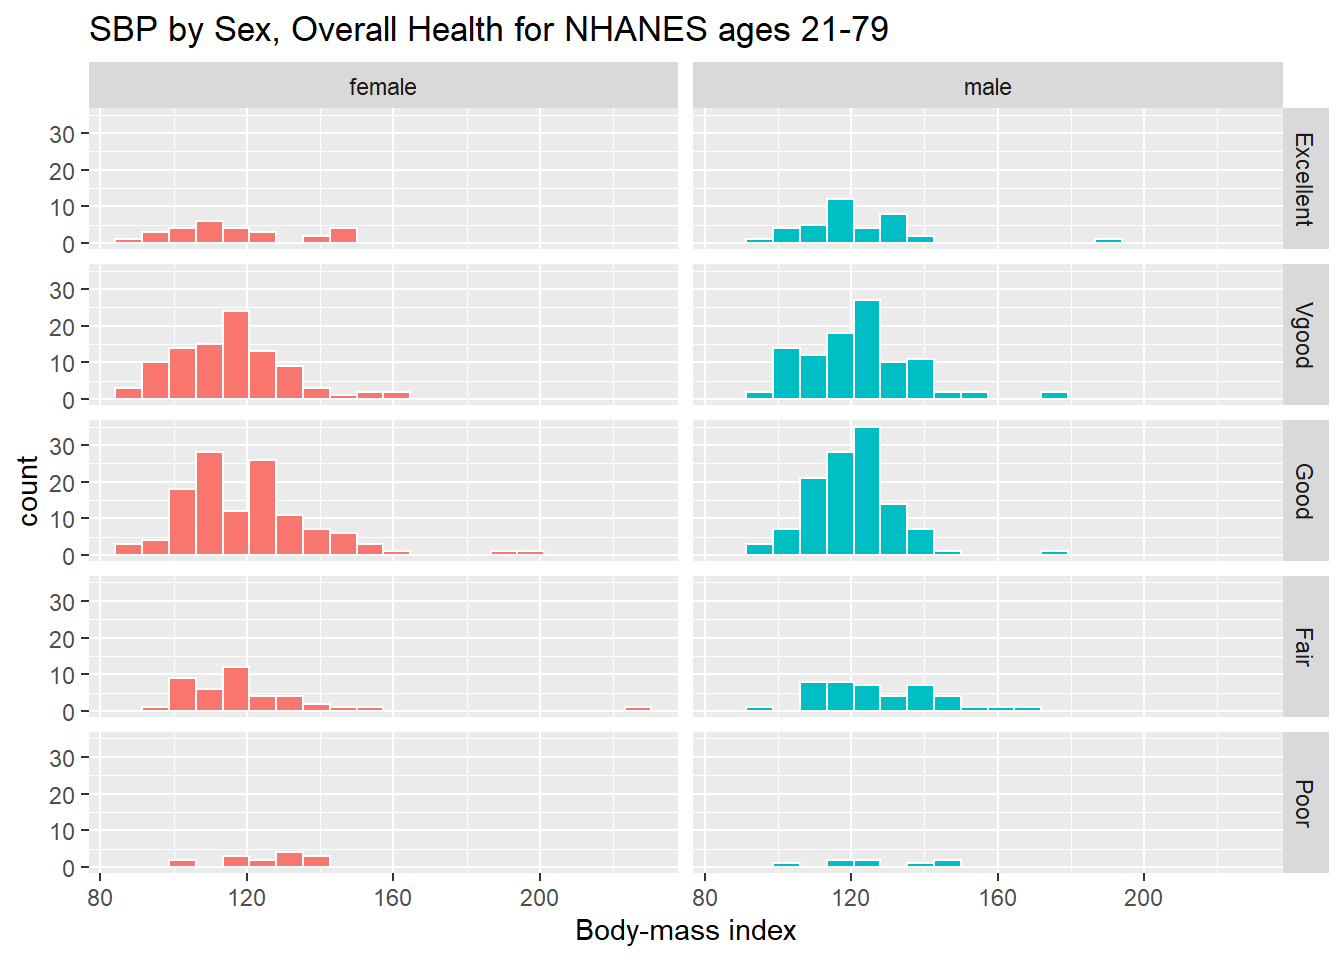 SBP by Sex, Overall Health for NHANES ages 21-79
female male
30
20
10
0
Excellent
30
20
10
0
Vgood
30
20
10
0
Good
30
20
10
0
Fair
30
20
10
0
Poor
count
80 120 160 200 80 120 160 200
Body-mass index